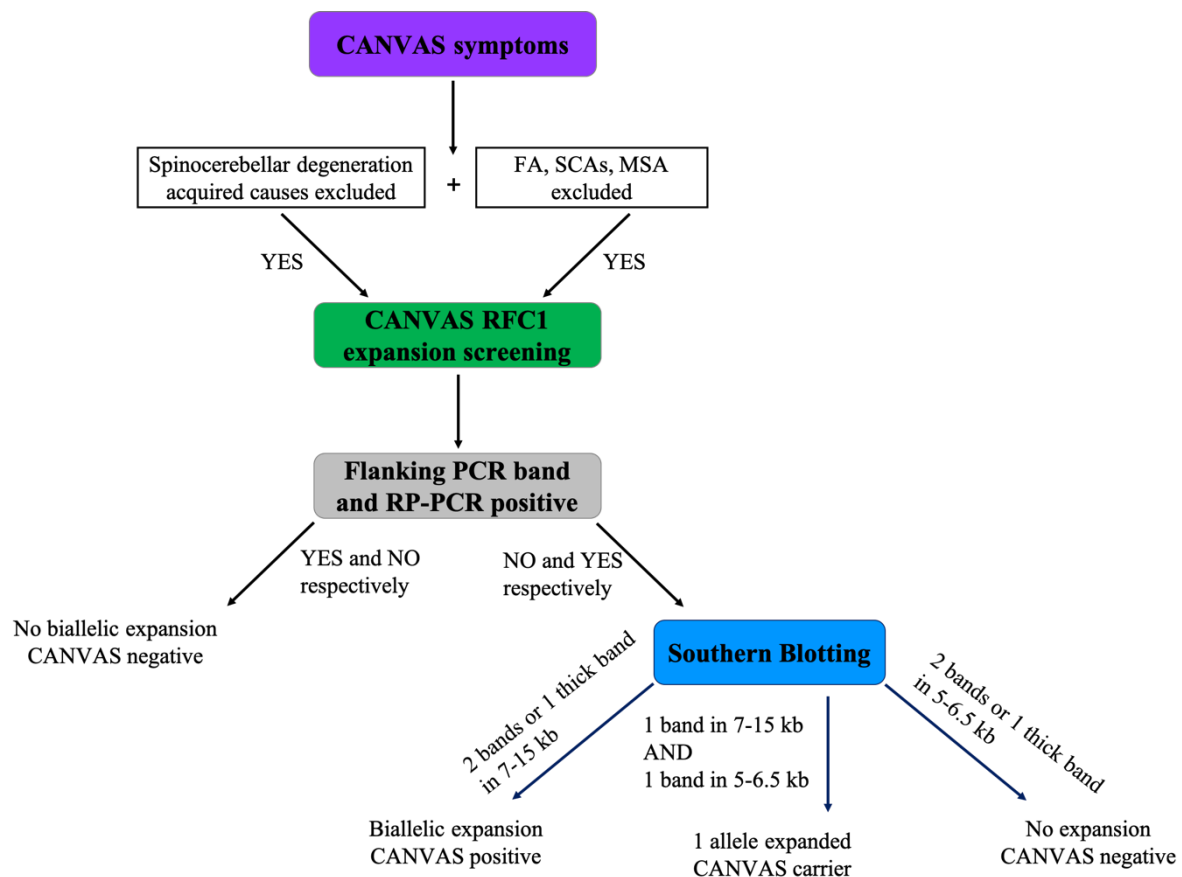 CANVAS symptoms
Spinocerebellar degeneration
acquired causes excluded
+
FA, SCAs, MSA
excluded
YES
YES
CANVAS RFC1
expansion screening
Flanking PCR band
and RP-PCR positive
YES and NO
respectively
NO and YES
respectively
No biallelic expansion
CANVAS negative
Southern Blotting
2 bands or 1 thick band
in 7-15 kb
1 band in 7-15 kb
AND
1 band in 5-6.5 kb
2 bands or 1 thick band
in 5-6.5 kb
Biallelic expansion
CANVAS positive
1 allele expanded
CANVAS carrier
No expansion
CANVAS negative